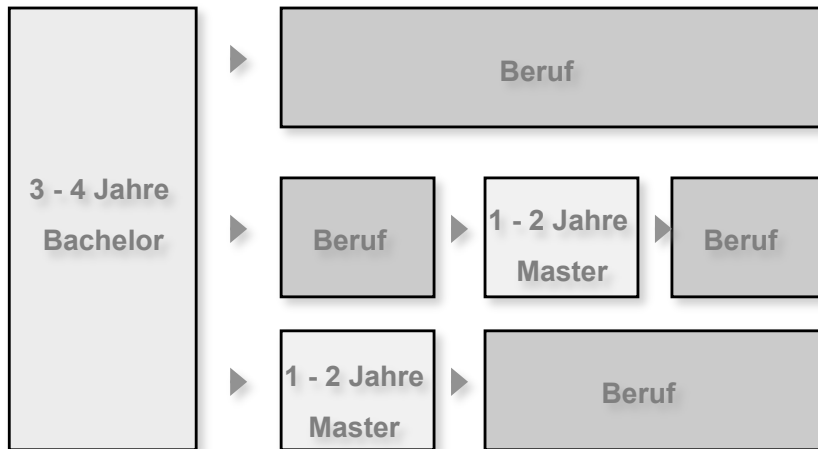 3 - 4 Jahre
Bachelor
Beruf
Beruf
1 - 2 Jahre
Master
Beruf
1 - 2 Jahre
Master
Beruf